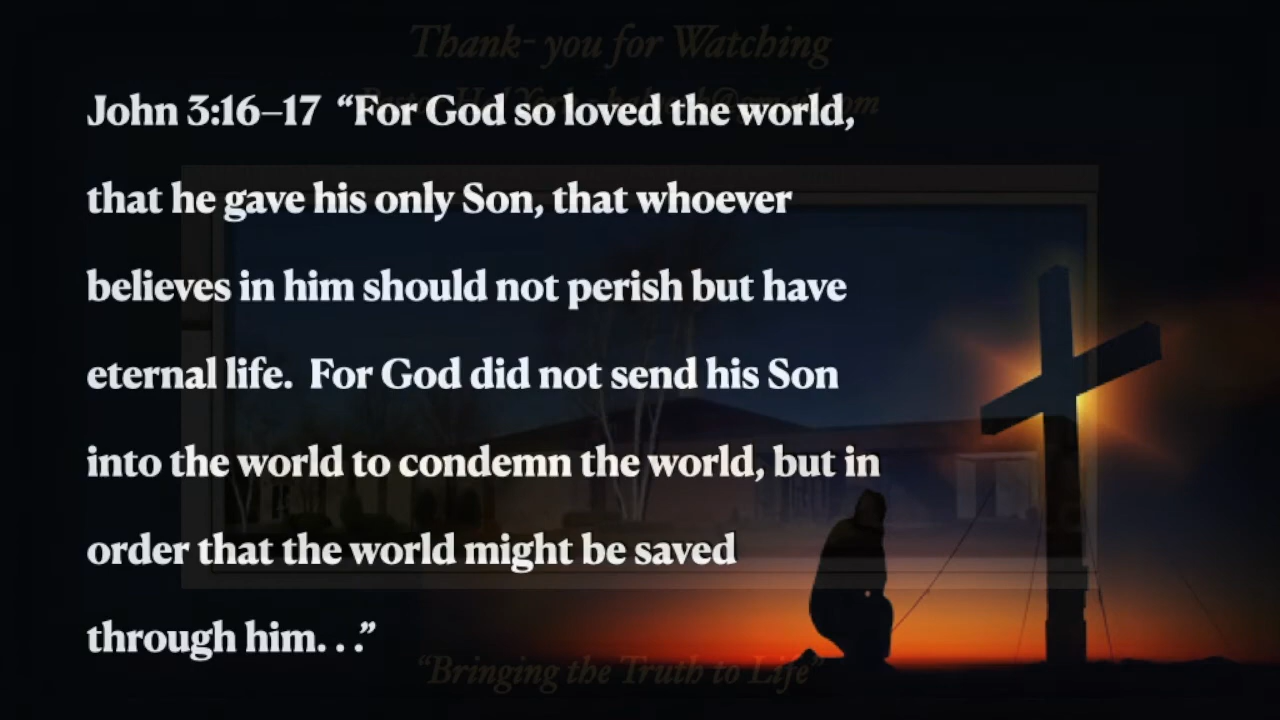 Thank- you for Watching
John 3:16–17 “For God so loved the world,
that he gave his only Son, that whoever
believes in him should not perish but have
eternal life. For God did not send his Son
into the world to condemn the world, but in
order that the world might be saved
through him. . .”
“Bringing the Truth to Life”